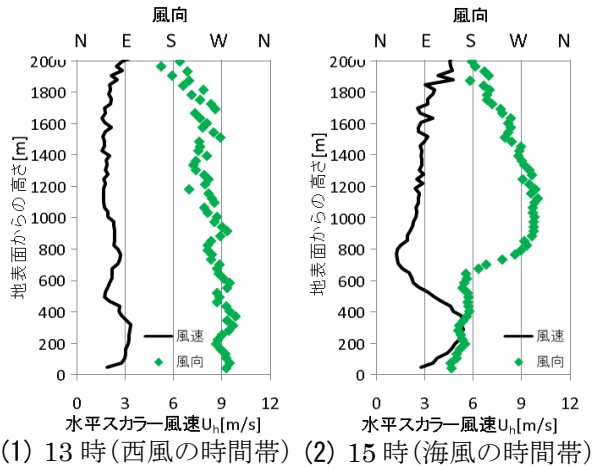 風向
N E S W N
2000
1800
1600
1400
1200
1000
800
600
400
200
0
地表面からの高さ[m]
風速
風向
0 3 6 9 12
水平スカラー風速Uh[m/s]
(1) 13時(西風の時間帯)
風向
N E S W N
2000
1800
1600
1400
1200
1000
800
600
400
200
0
地表面からの高さ[m]
風速
風向
0 3 6 9 12
水平スカラー風速Uh[m/s]
(2) 15時(海風の時間帯)